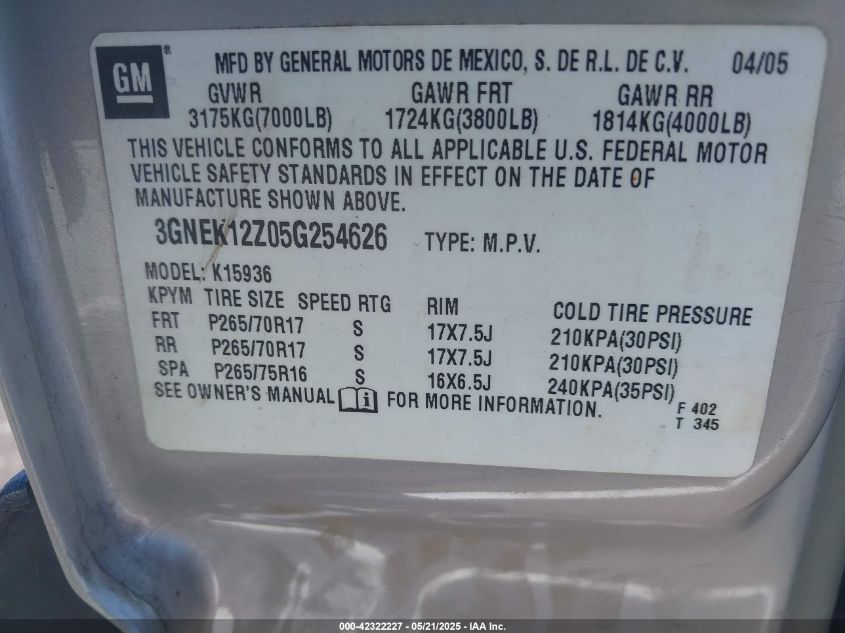 GM ® MFD BY GENERAL MOTORS DE MEXICO, S. DE R.L. DE C.V. 04/05
GVWR GAWR FRT GAWR RR
3175KG(7000LB) 1724KG(3800LB) 1814KG(4000LB)
THIS VEHICLE CONFORMS TO ALL APPLICABLE U.S. FEDERAL MOTOR
VEHICLE SAFETY STANDARDS IN EFFECT ON THE DATE OF
MANUFACTURE SHOWN ABOVE.
3GNEK12Z05G254626 TYPE: M.P.V.
MODEL: K15936
KPYM TIRE SIZE SPEED RTG RIM COLD TIRE PRESSURE
FRT P265/70R17 S 17X7.5J 210KPA(30PSI)
RR P265/70R17 S 17X7.5J 210KPA(30PSI)
SPA P265/75R16 S 16X6.5J 240KPA(35PSI)
SEE OWNER'S MANUAL i FOR MORE INFORMATION. F 402
T 345
000-42322227 - 05/21/2025 - IAA Inc.